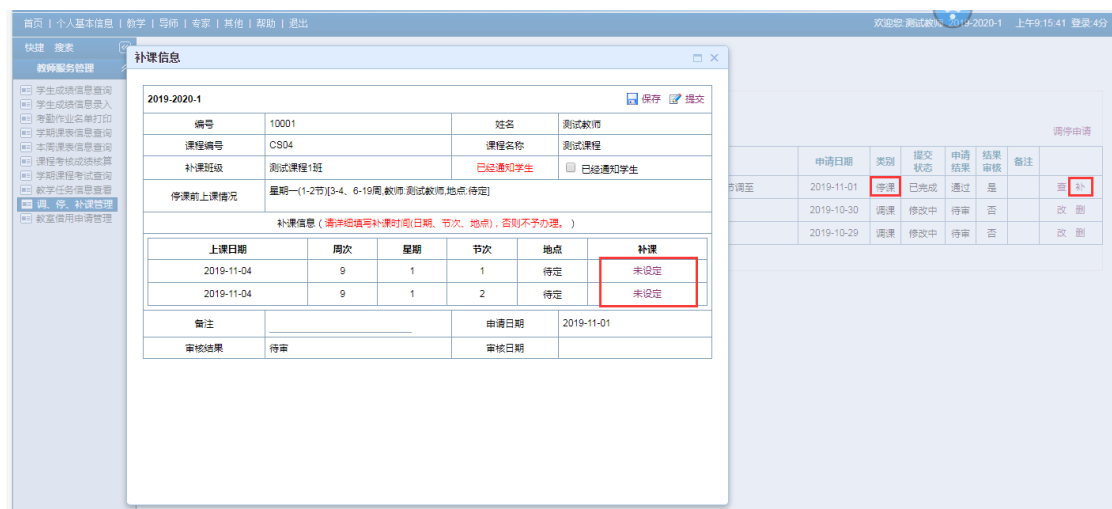 首页 | 个人基本信息 | 教学 | 导师 | 专家 | 其他 | 帮助 | 退出
欢迎您:测试教师 2019-2020-1 上午9:15:41 登录:4分
快捷 搜索
教师服务管理
学生成绩信息查询
学生成绩信息录入
考勤作业名单打印
学期课表信息查询
本周课表信息查询
课程考核成绩核算
学期课程考试查询
教学任务信息查看
调、停、补课管理
教室借用申请管理
补课信息
2019-2020-1 保存 提交
编号 10001 姓名 测试教师
课程编号 CS04 课程名称 测试课程
补课班级 测试课程1班 已经通知学生 已经通知学生
停课前上课情况 星期一(1-2节)[3-4、6-19周,教师:测试教师,地点:待定]
补课信息 ( 请详细填写补课时间(日期、节次、地点)，否则不予办理。 )
上课日期 周次 星期 节次 地点 补课
2019-11-04 9 1 1 待定 未设定
2019-11-04 9 1 2 待定 未设定
备注 申请日期 2019-11-01
审核结果 待审 审核日期
调停申请
申请日期 类别 提交状态 申请结果 结果审核 备注
节调至 2019-11-01 停课 已完成 通过 是 查 补
2019-10-30 调课 修改中 待审 否 改 删
2019-10-29 调课 修改中 待审 否 改 删